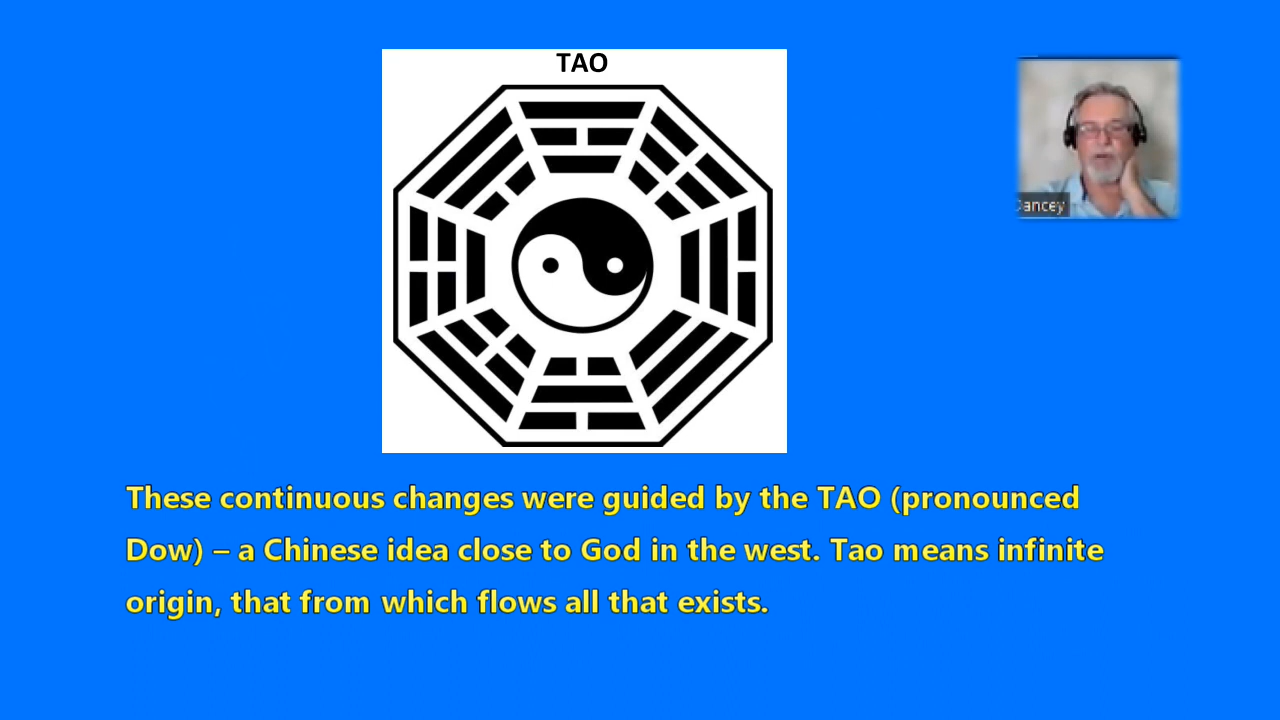 TAO
Dancey
These continuous changes were guided by the TAO (pronounced
Dow) – a Chinese idea close to God in the west. Tao means infinite
origin, that from which flows all that exists.